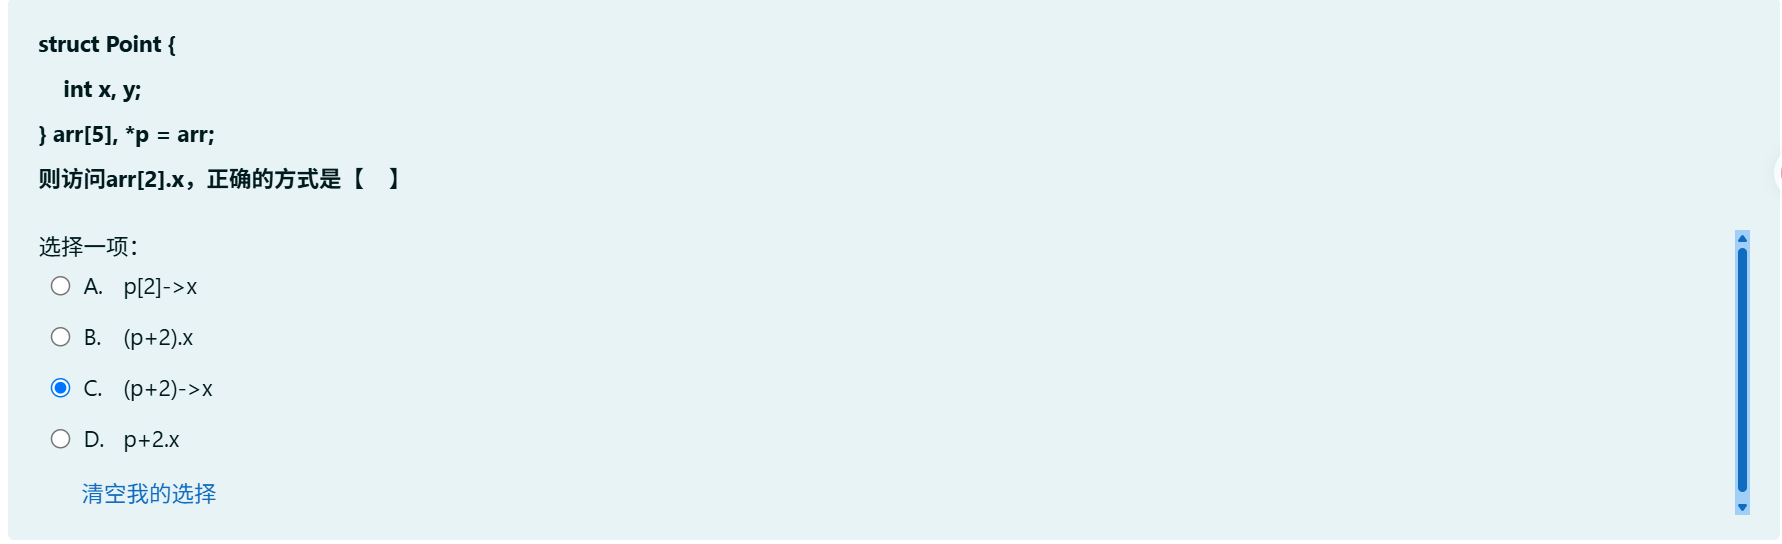 struct Point {
int x, y;
} arr[5], *p = arr;
则访问arr[2].x，正确的方式是【　】
选择一项：
A. p[2]->x
B. (p+2).x
C. (p+2)->x
D. p+2.x
清空我的选择